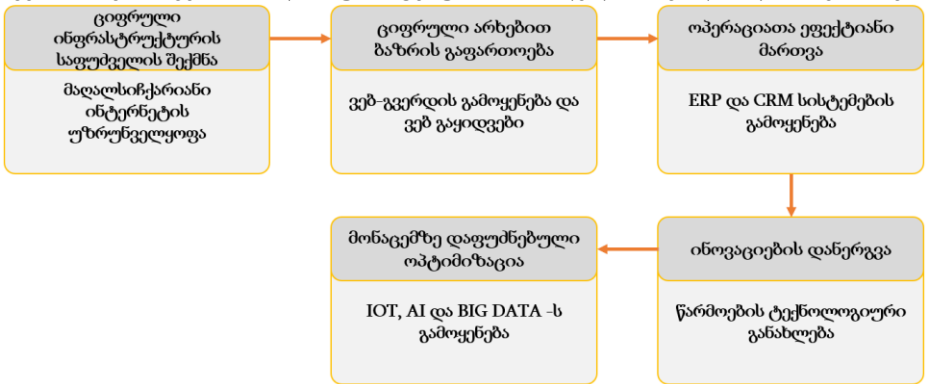 ციფრული
ინფრასტრუქტურის
საფუძველის შექმნა
მაღალსიჩქარიანი
ინტერნეტის
უზრუნველყოფა
ციფრული არხებით
ბაზრის გაფართოება
ვებ-გვერდის გამოყენება და
ვებ გაყიდვები
ოპერაციათა ეფექტიანი
მართვა
ERP და CRM სისტემების
გამოყენება
ინოვაციების დანერგვა
წარმოების ტექნოლოგიური
განახლება
მონაცემზე დაფუძნებული
ოპტიმიზაცია
IOT, AI და BIG DATA -ს
გამოყენება